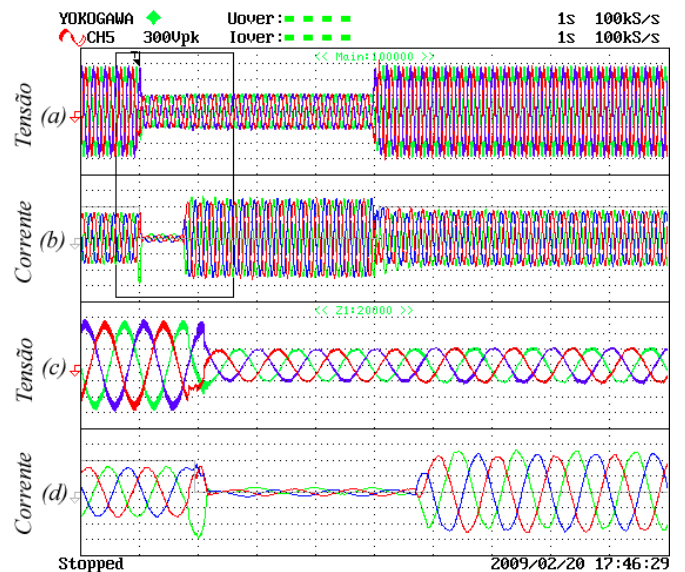 YOKOGAWA Uover: 1s 100kS/s
CH5 300Vpk Iover: 1s 100kS/s
<< Main:100000 >>
Tensão (a)
Corrente (b)
<< Z1:20000 >>
Tensão (c)
Corrente (d)
Stopped 2009/02/20 17:46:29